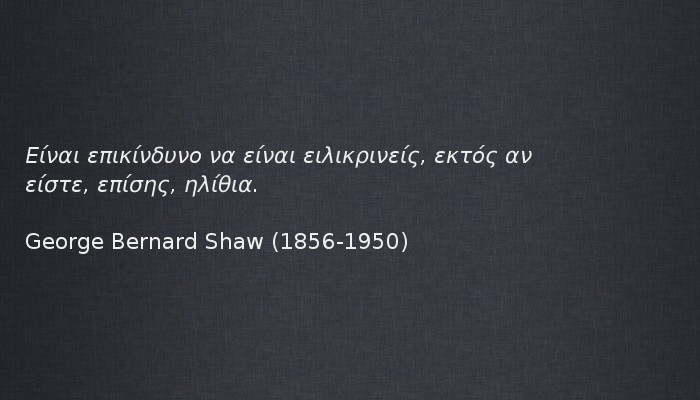 Είναι επικίνδυνο να είναι ειλικρινείς, εκτός αν
είστε, επίσης, ηλίθια.
George Bernard Shaw (1856-1950)